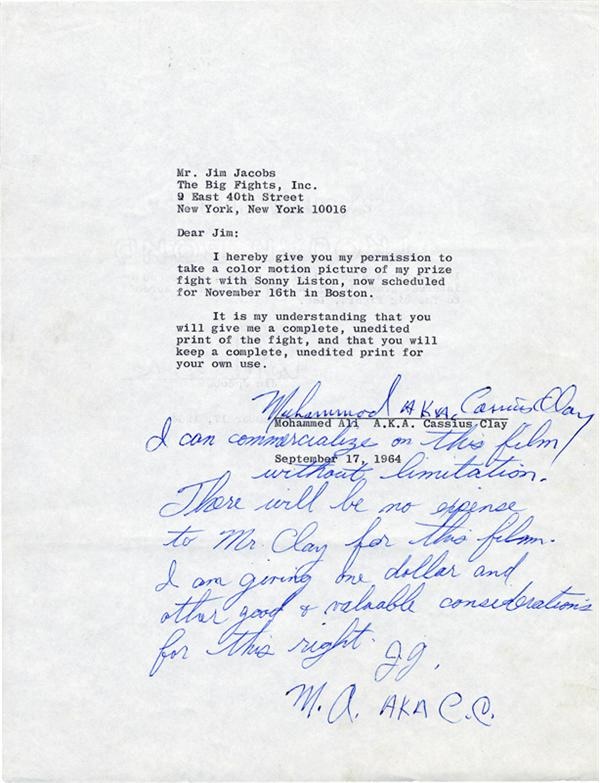 Mr. Jim Jacobs
The Big Fights, Inc.
9 East 40th Street
New York, New York 10016
Dear Jim:
I hereby give you my permission to
take a color motion picture of my prize
fight with Sonny Liston, now scheduled
for November 16th in Boston.
It is my understanding that you
will give me a complete, unedited
print of the fight, and that you will
keep a complete, unedited print for
your own use.
Muhammad AKA Cassius Clay
Mohammed Ali A.K.A. Cassius Clay
I can commercialize on this film
September 17, 1964
without limitation.
There will be no expense
to Mr. Clay for this film.
I am giving one dollar and
other good & valuable considerations
for this right.
J.J.
M. A. AKA C.C.